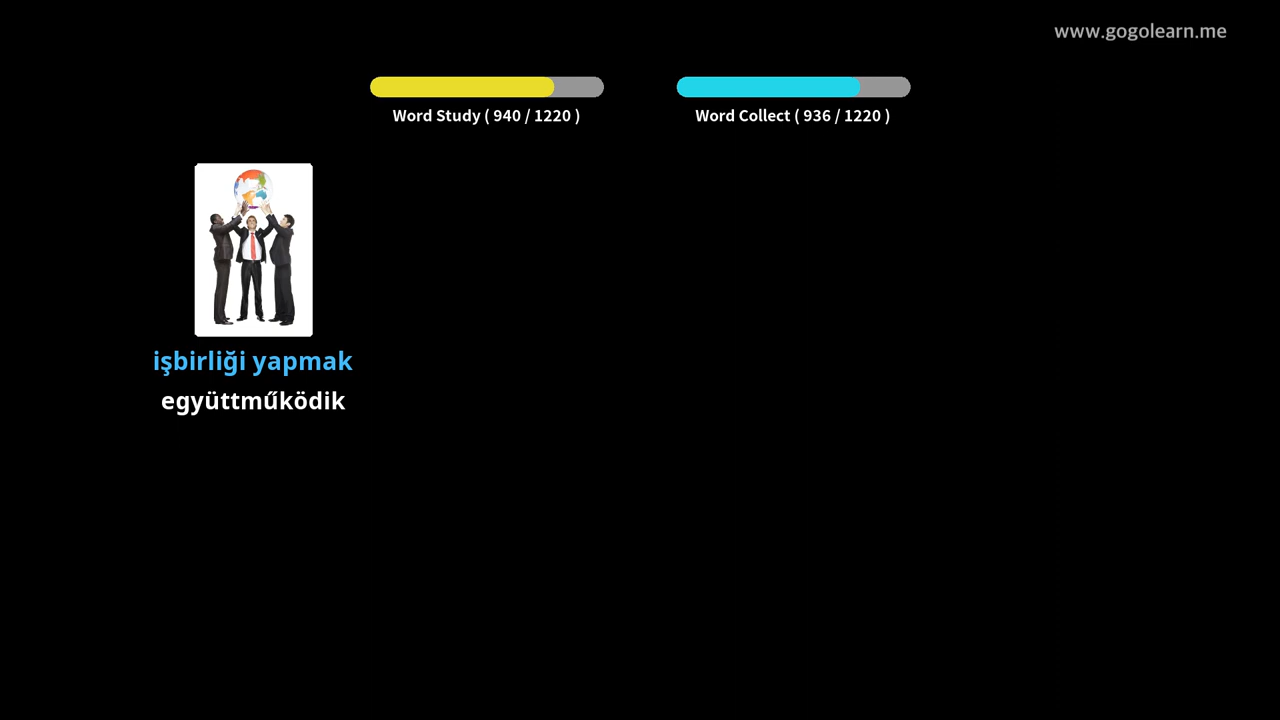 www.gogolearn.me
Word Study ( 940 / 1220 )
Word Collect ( 936 / 1220 )
işbirliği yapmak
együttműködik